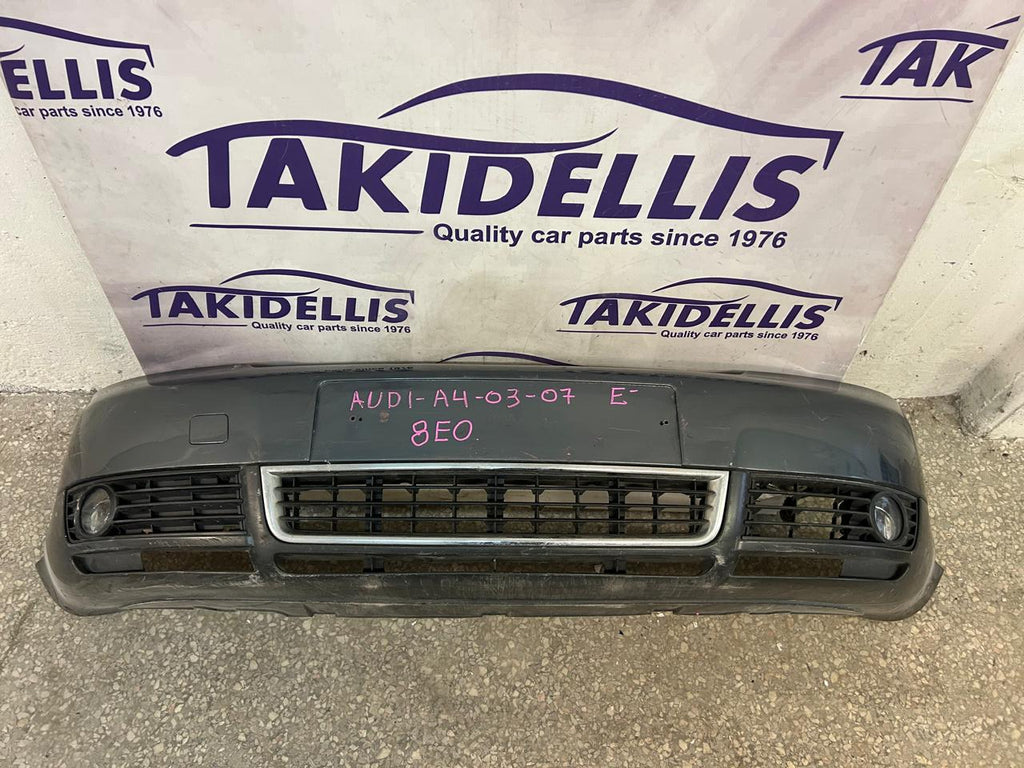 ELLIS
car parts since 1976
TAK
TAKIDELLIS
Quality car parts since 1976
TAKIDELLIS
Quality car parts since 1976
TAKIDELLIS
Quality car parts since 1976
AUDI-A4-03-07 E-
8E0